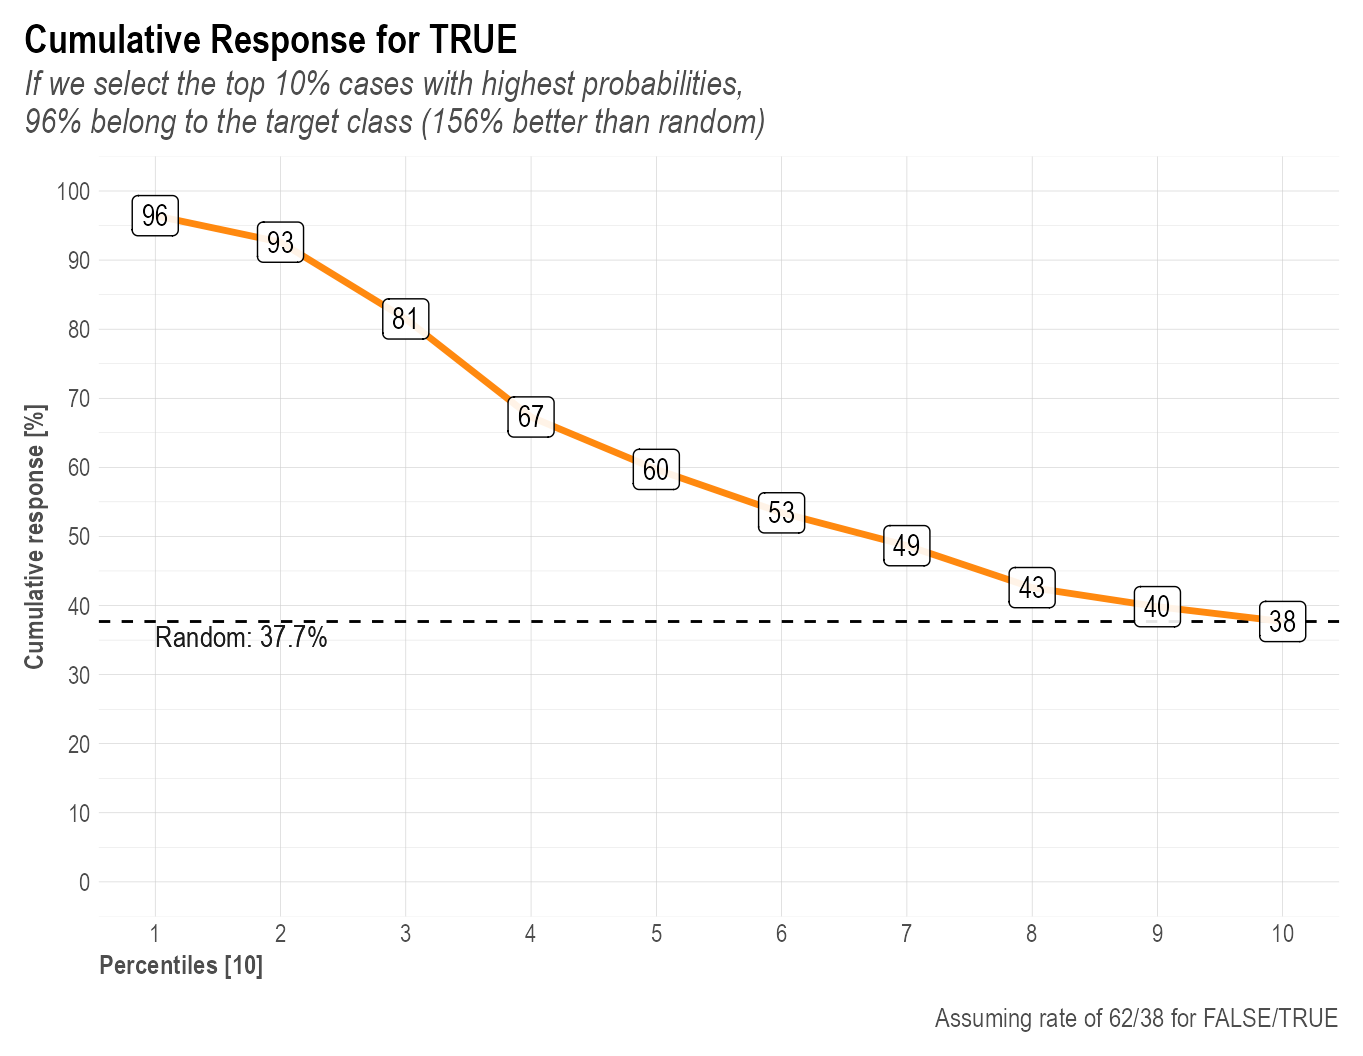 Cumulative Response for TRUE
If we select the top 10% cases with highest probabilities,
96% belong to the target class (156% better than random)
Cumulative response [%]
100
90
80
70
60
50
40
30
20
10
0
96
93
81
67
60
53
49
43
40
38
Random: 37.7%
1 2 3 4 5 6 7 8 9 10
Percentiles [10]
Assuming rate of 62/38 for FALSE/TRUE